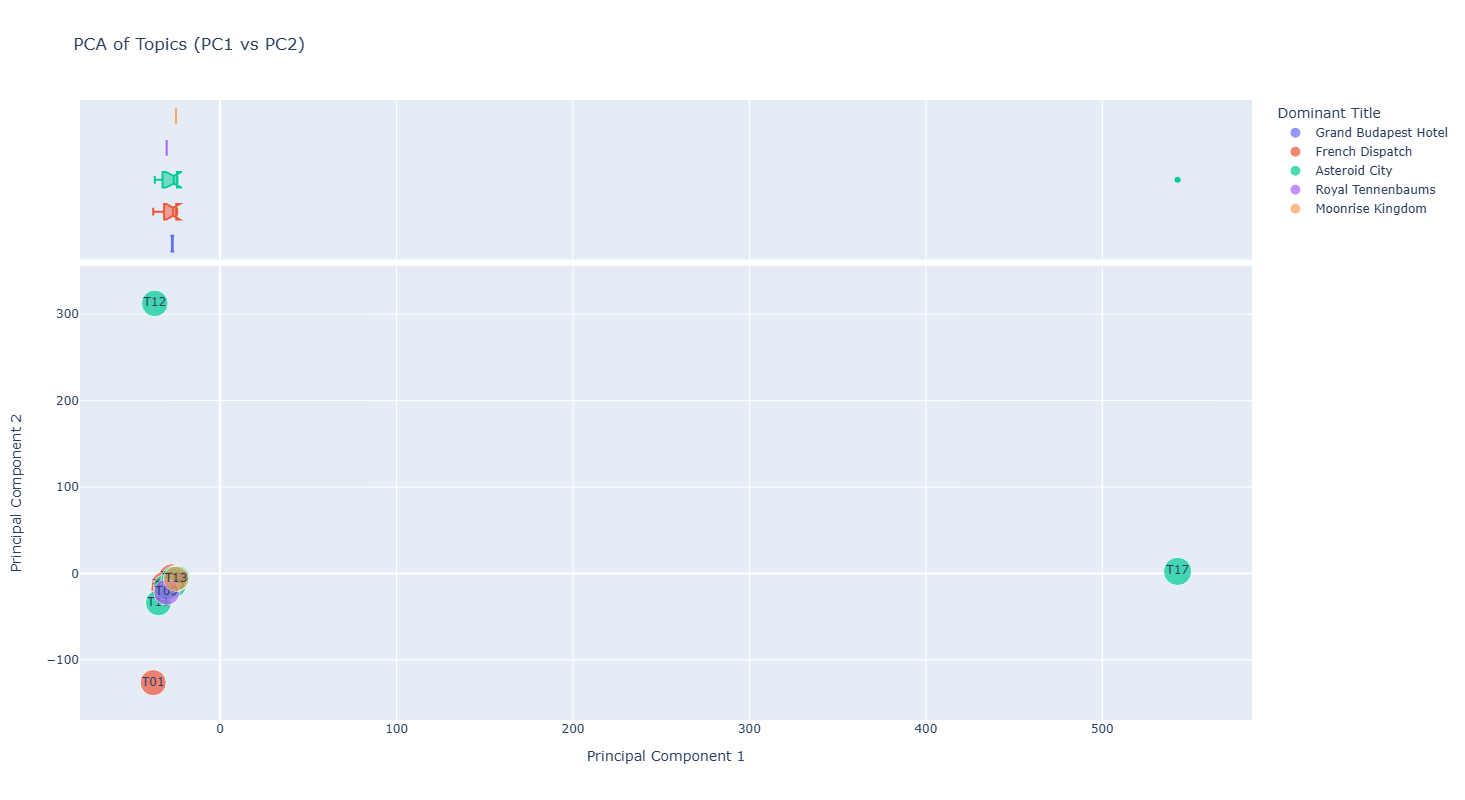 PCA of Topics (PC1 vs PC2)
Dominant Title
Grand Budapest Hotel
French Dispatch
Asteroid City
Royal Tennenbaums
Moonrise Kingdom
Principal Component 2
300
200
100
0
−100
T12
T17
T13
T01
0
100
200
300
400
500
Principal Component 1